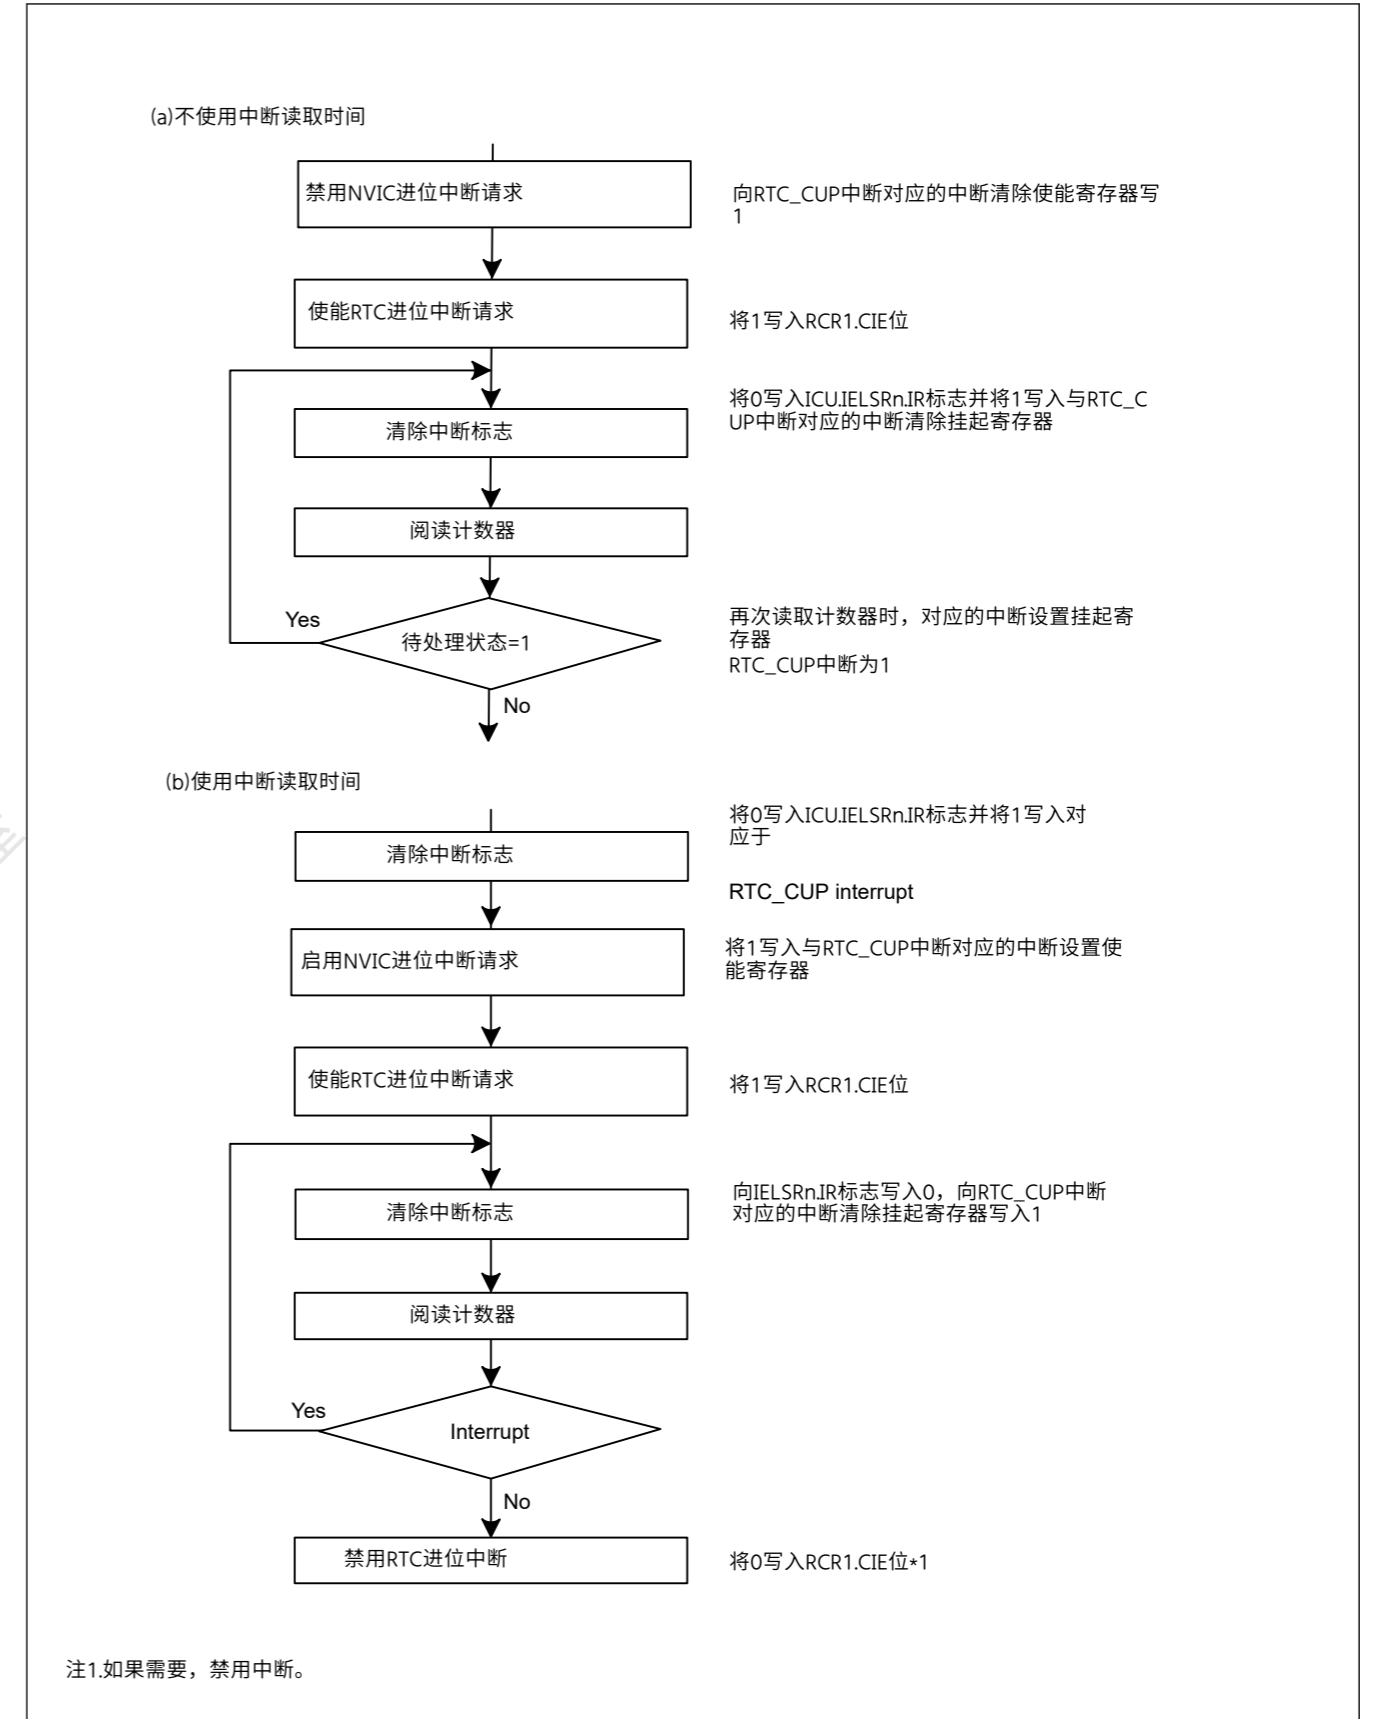 (a)不使用中断读取时间
禁用NVIC进位中断请求
向RTC_CUP中断对应的中断清除使能寄存器写
1
使能RTC进位中断请求
将1写入RCR1.CIE位
将0写入ICU.IELSRn.IR标志并将1写入与RTC_C
UP中断对应的中断清除挂起寄存器
清除中断标志
阅读计数器
Yes
待处理状态=1
再次读取计数器时，对应的中断设置挂起寄
存器
RTC_CUP中断为1
No
(b)使用中断读取时间
将0写入ICU.IELSRn.IR标志并将1写入对
应于
清除中断标志
RTC_CUP interrupt
启用NVIC进位中断请求
将1写入与RTC_CUP中断对应的中断设置使
能寄存器
使能RTC进位中断请求
将1写入RCR1.CIE位
清除中断标志
向IELSRn.IR标志写入0，向RTC_CUP中断
对应的中断清除挂起寄存器写入1
阅读计数器
Yes
Interrupt
No
禁用RTC进位中断
将0写入RCR1.CIE位*1
注1.如果需要，禁用中断。